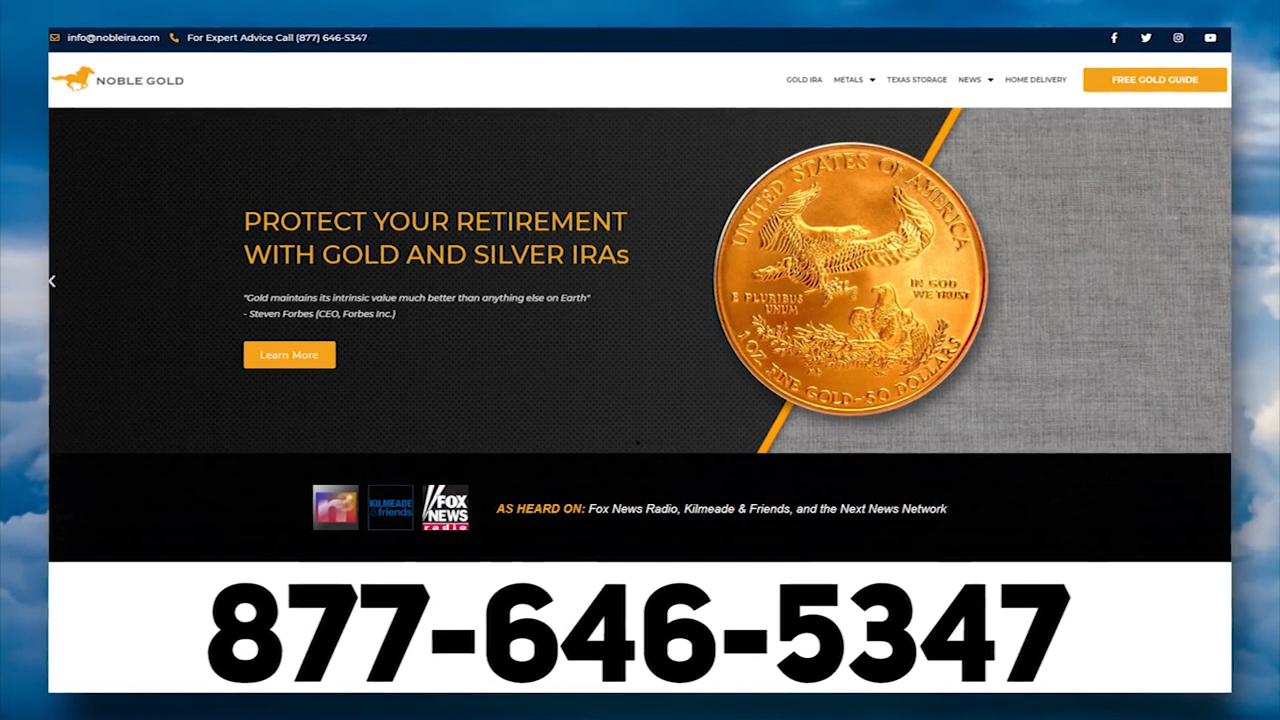 info@nobleira.com For Expert Advice Call (877) 646-5347
NOBLE GOLD
GOLD IRA METALS TEXAS STORAGE NEWS HOME DELIVERY FREE GOLD GUIDE
PROTECT YOUR RETIREMENT
WITH GOLD AND SILVER IRAs
"Gold maintains its intrinsic value much better than anything else on Earth"
- Steven Forbes (CEO, Forbes Inc.)
Learn More
UNITED STATES OF AMERICA
E PLURIBUS
UNUM
IN GOD
WE TRUST
1 OZ. FINE GOLD-50 DOLLARS
n
KILMEADE
&friends
FOX
NEWS
radio
AS HEARD ON: Fox News Radio, Kilmeade & Friends, and the Next News Network
877-646-5347